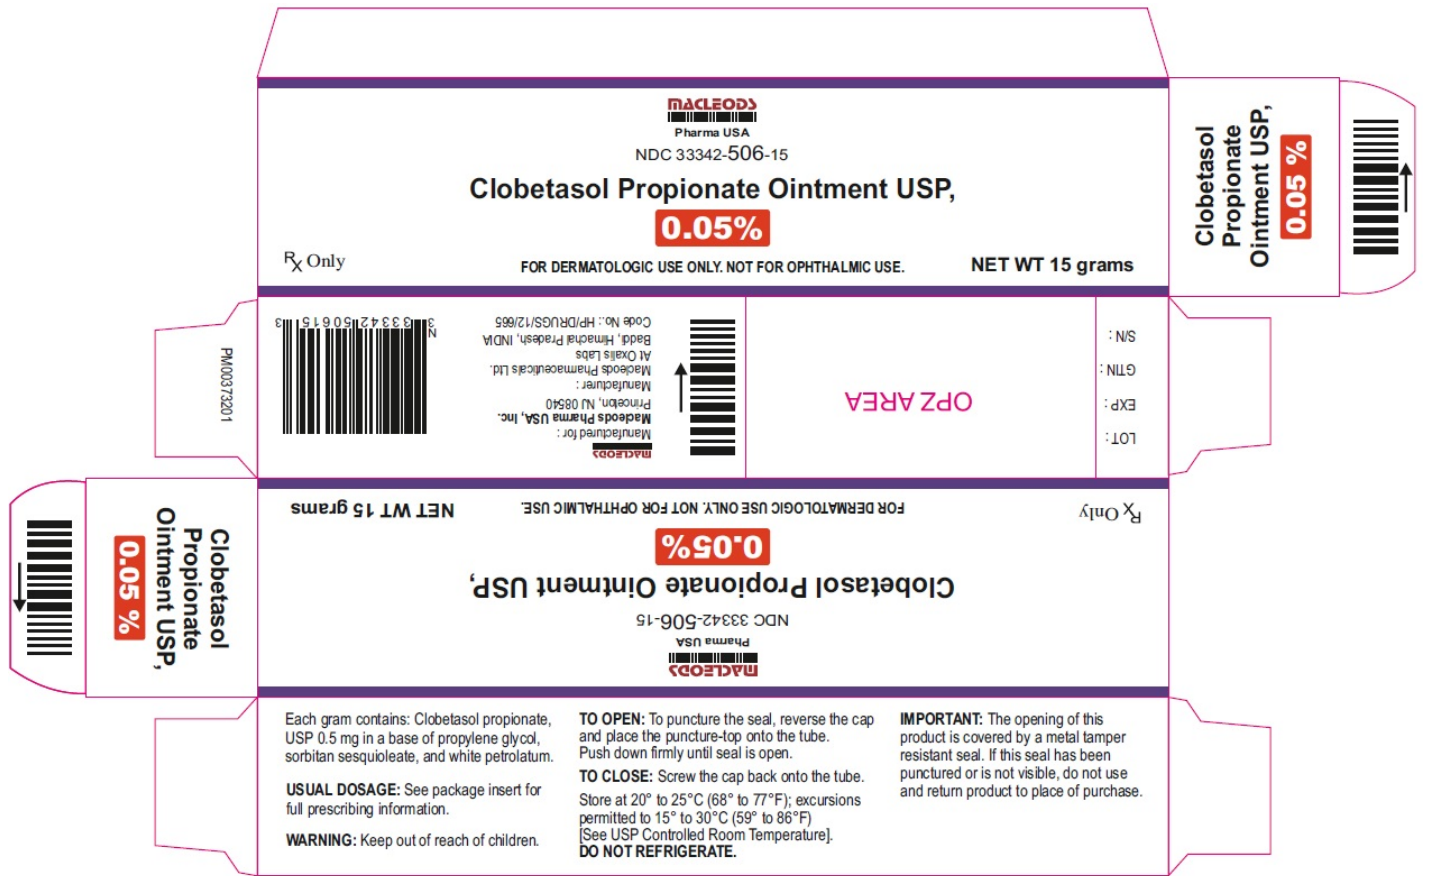 MACLEODS
Pharma USA
NDC 33342-506-15
Clobetasol Propionate Ointment USP,
0.05%
Rx Only
FOR DERMATOLOGIC USE ONLY. NOT FOR OPHTHALMIC USE.
NET WT 15 grams
Clobetasol
Propionate
Ointment USP,
0.05 %
PM00373201
N
3 33342 50615 3
MACLEODS
Manufactured for :
Macleods Pharma USA, Inc.
Princeton, NJ 08540
Manufacturer :
Macleods Pharmaceuticals Ltd.
At Oxalis Labs
Baddi, Himachal Pradesh, INDIA
Code No.: HP/DRUGS/12/665
OPZ AREA
LOT :
EXP :
GTIN :
S/N :
MACLEODS
Pharma USA
NDC 33342-506-15
Clobetasol Propionate Ointment USP,
0.05%
Rx Only
FOR DERMATOLOGIC USE ONLY. NOT FOR OPHTHALMIC USE.
NET WT 15 grams
Clobetasol
Propionate
Ointment USP,
0.05 %
Each gram contains: Clobetasol propionate,
USP 0.5 mg in a base of propylene glycol,
sorbitan sesquioleate, and white petrolatum.
USUAL DOSAGE: See package insert for
full prescribing information.
WARNING: Keep out of reach of children.
TO OPEN: To puncture the seal, reverse the cap
and place the puncture-top onto the tube.
Push down firmly until seal is open.
TO CLOSE: Screw the cap back onto the tube.
Store at 20° to 25°C (68° to 77°F); excursions
permitted to 15° to 30°C (59° to 86°F)
[See USP Controlled Room Temperature].
DO NOT REFRIGERATE.
IMPORTANT: The opening of this
product is covered by a metal tamper
resistant seal. If this seal has been
punctured or is not visible, do not use
and return product to place of purchase.